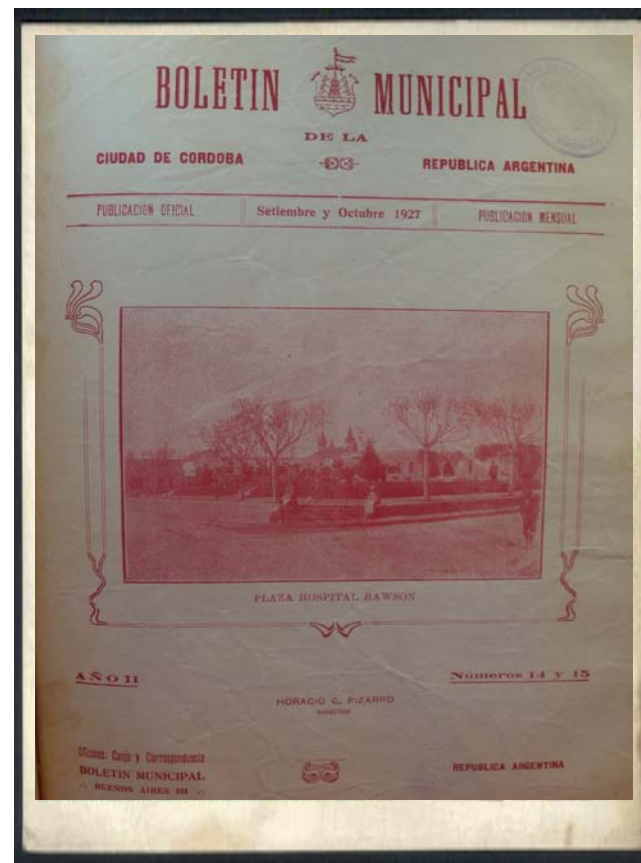 BOLETIN MUNICIPAL
DE LA
CIUDAD DE CORDOBA REPUBLICA ARGENTINA
PUBLICACION OFICIAL Setiembre y Octubre 1927 PUBLICACION MENSUAL
PLAZA HOSPITAL RAWSON
AÑO II Números 14 y 15
HORACIO C. PIZARRO
DIRECTOR
Oficinas: Canje y Correspondencia
BOLETIN MUNICIPAL REPUBLICA ARGENTINA
BUENOS AIRES 101